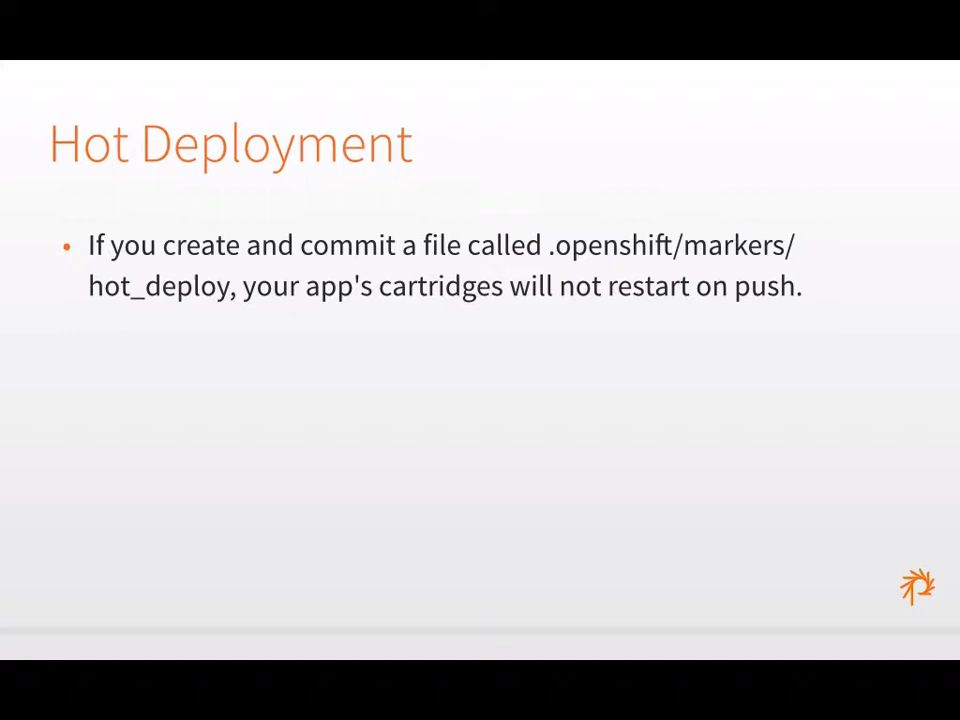 Hot Deployment
• If you create and commit a file called .openshift/markers/
hot_deploy, your app's cartridges will not restart on push.